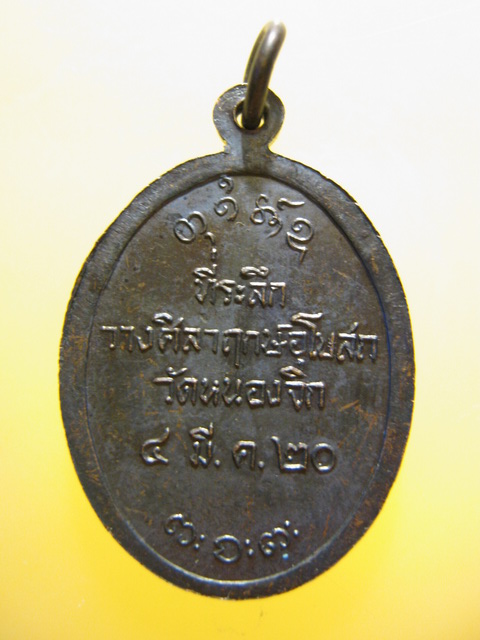 ที่ระลึก
วางศิลาฤกษ์อุโบสถ
วัดหนองจิก
๔ มี.ค.๒๐